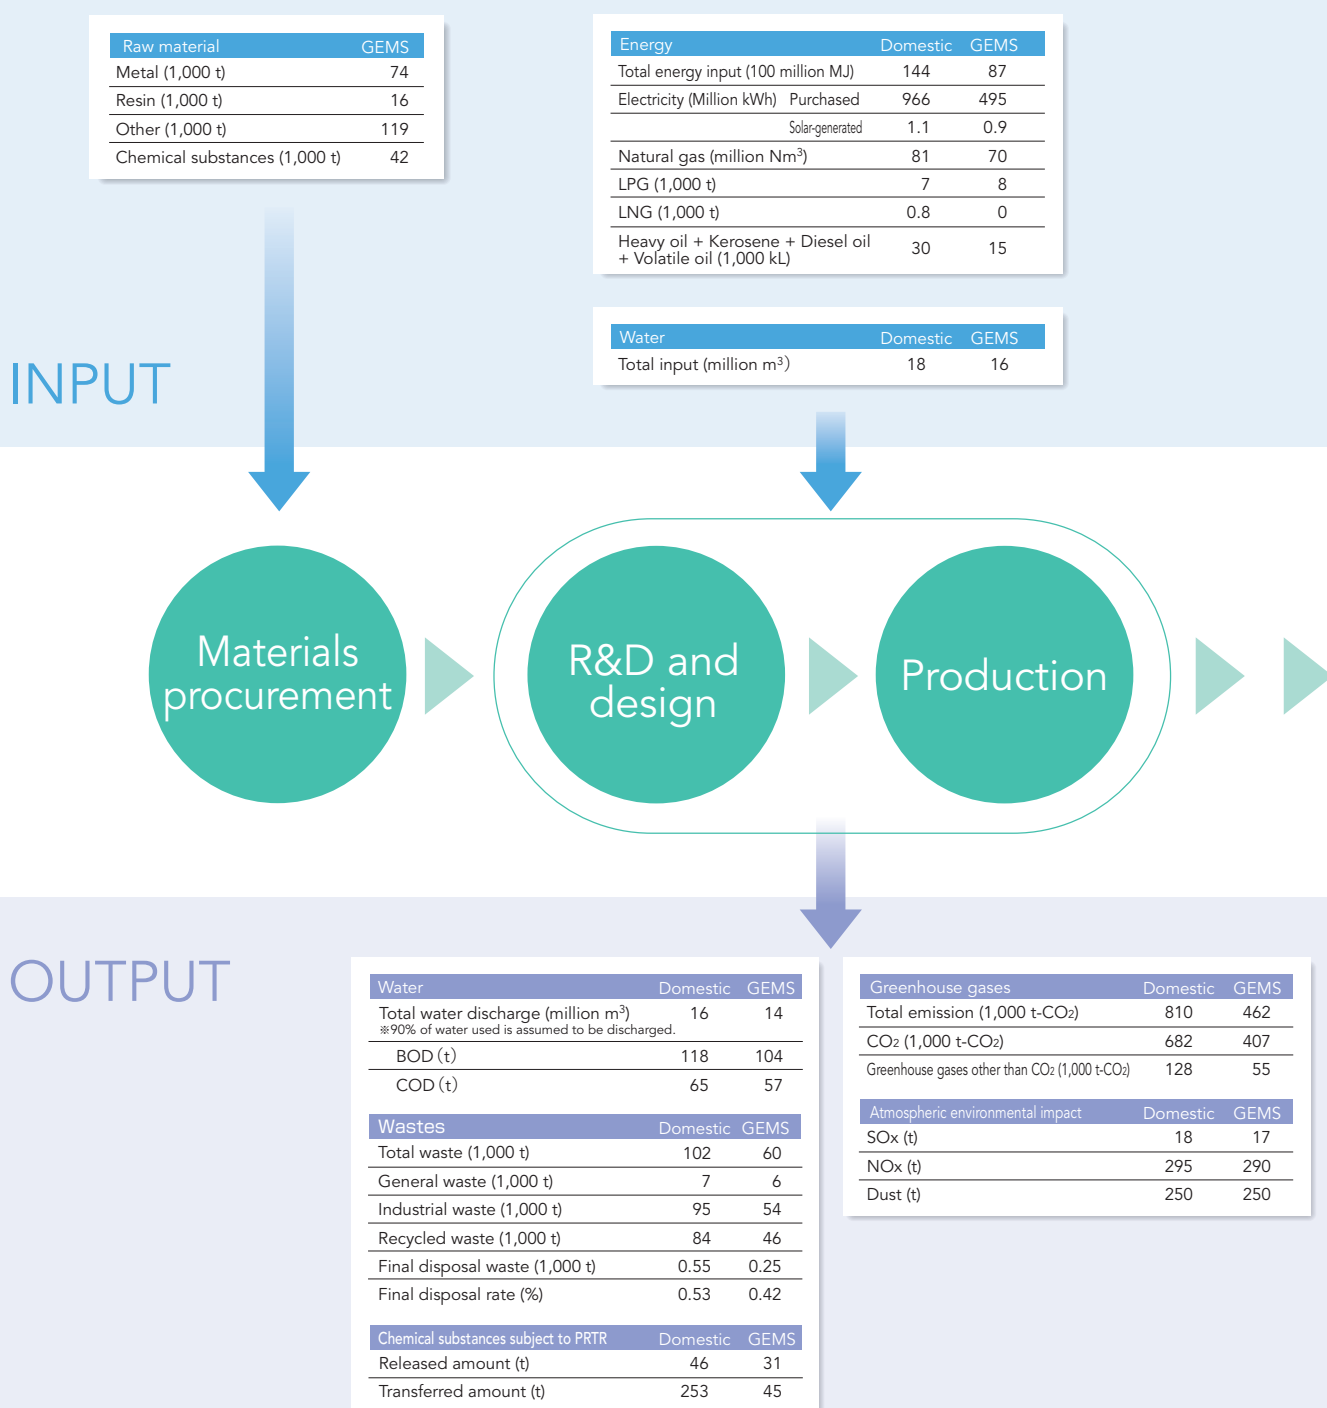 Raw material GEMS
Metal (1,000 t) 74
Resin (1,000 t) 16
Other (1,000 t) 119
Chemical substances (1,000 t) 42
Energy Domestic GEMS
Total energy input (100 million MJ) 144 87
Electricity (Million kWh) Purchased 966 495
Solar-generated 1.1 0.9
Natural gas (million Nm³) 81 70
LPG (1,000 t) 7 8
LNG (1,000 t) 0.8 0
Heavy oil + Kerosene + Diesel oil
+ Volatile oil (1,000 kL) 30 15
Water Domestic GEMS
Total input (million m³) 18 16
INPUT
Materials
procurement
R&D and
design
Production
OUTPUT
Water Domestic GEMS
Total water discharge (million m³) 16 14
※90% of water used is assumed to be discharged.
BOD (t) 118 104
COD (t) 65 57
Wastes Domestic GEMS
Total waste (1,000 t) 102 60
General waste (1,000 t) 7 6
Industrial waste (1,000 t) 95 54
Recycled waste (1,000 t) 84 46
Final disposal waste (1,000 t) 0.55 0.25
Final disposal rate (%) 0.53 0.42
Chemical substances subject to PRTR Domestic GEMS
Released amount (t) 46 31
Transferred amount (t) 253 45
Greenhouse gases Domestic GEMS
Total emission (1,000 t-CO₂) 810 462
CO₂ (1,000 t-CO₂) 682 407
Greenhouse gases other than CO₂ (1,000 t-CO₂) 128 55
Atmospheric environmental impact Domestic GEMS
SOx (t) 18 17
NOx (t) 295 290
Dust (t) 250 250